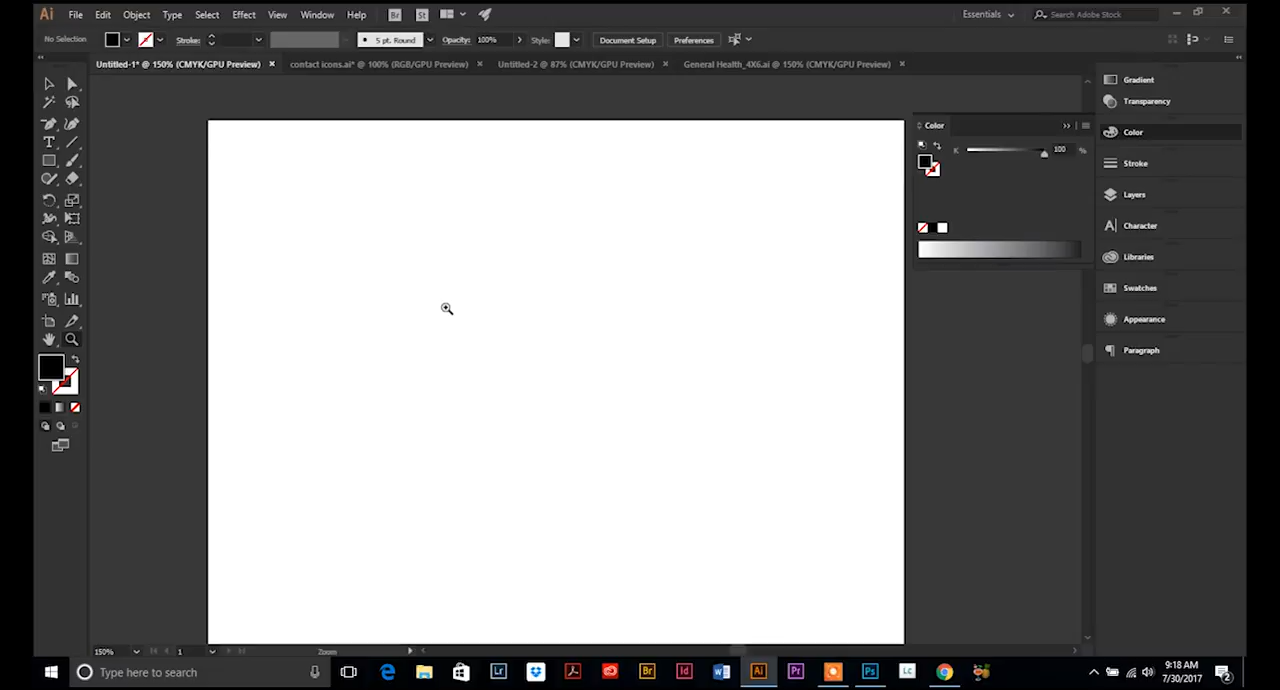 Ai File Edit Object Type Select Effect View Window Help Br St Essentials Search Adobe Stock
No Selection Stroke: 5 pt. Round Opacity: 100% Style: Document Setup Preferences
Untitled-1* @ 150% (CMYK/GPU Preview) × contact icons.ai* @ 100% (RGB/GPU Preview) × Untitled-2 @ 87% (CMYK/GPU Preview) × General Health_4X6.ai @ 150% (CMYK/GPU Preview) ×
Color
K 100 %
Gradient
Transparency
Color
Stroke
Layers
Character
Libraries
Swatches
Appearance
Paragraph
150% 1 Zoom
Type here to search Lr Br Id Ai Pr Ps Lc
9:18 AM
7/30/2017
2